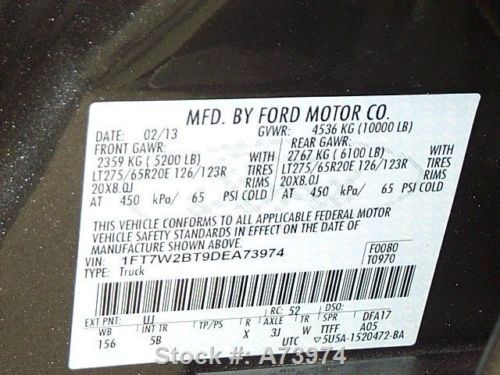 MFD. BY FORD MOTOR CO.
DATE: 02/13 GVWR: 4536 KG (10000 LB)
FRONT GAWR: REAR GAWR:
2359 KG ( 5200 LB) WITH 2767 KG ( 6100 LB) WITH
LT275/65R20E 126/123R TIRES LT275/65R20E 126/123R TIRES
20X8.0J RIMS 20X8.0J RIMS
AT 450 kPa/ 65 PSI COLD AT 450 kPa/ 65 PSI COLD
THIS VEHICLE CONFORMS TO ALL APPLICABLE FEDERAL MOTOR
VEHICLE SAFETY STANDARDS IN EFFECT ON THE DATE OF
MANUFACTURE SHOWN ABOVE.
VIN: 1FT7W2BT9DEA73974 F0080
TYPE: Truck T0970
EXT PNT: UJ RC: 52 DSO:
WB INT TR TP/PS R AXLE TR SPR DFA17
156 5B X 3J W TTFF A05
UTC 5U5A-1520472-BA
Stock #: A73974